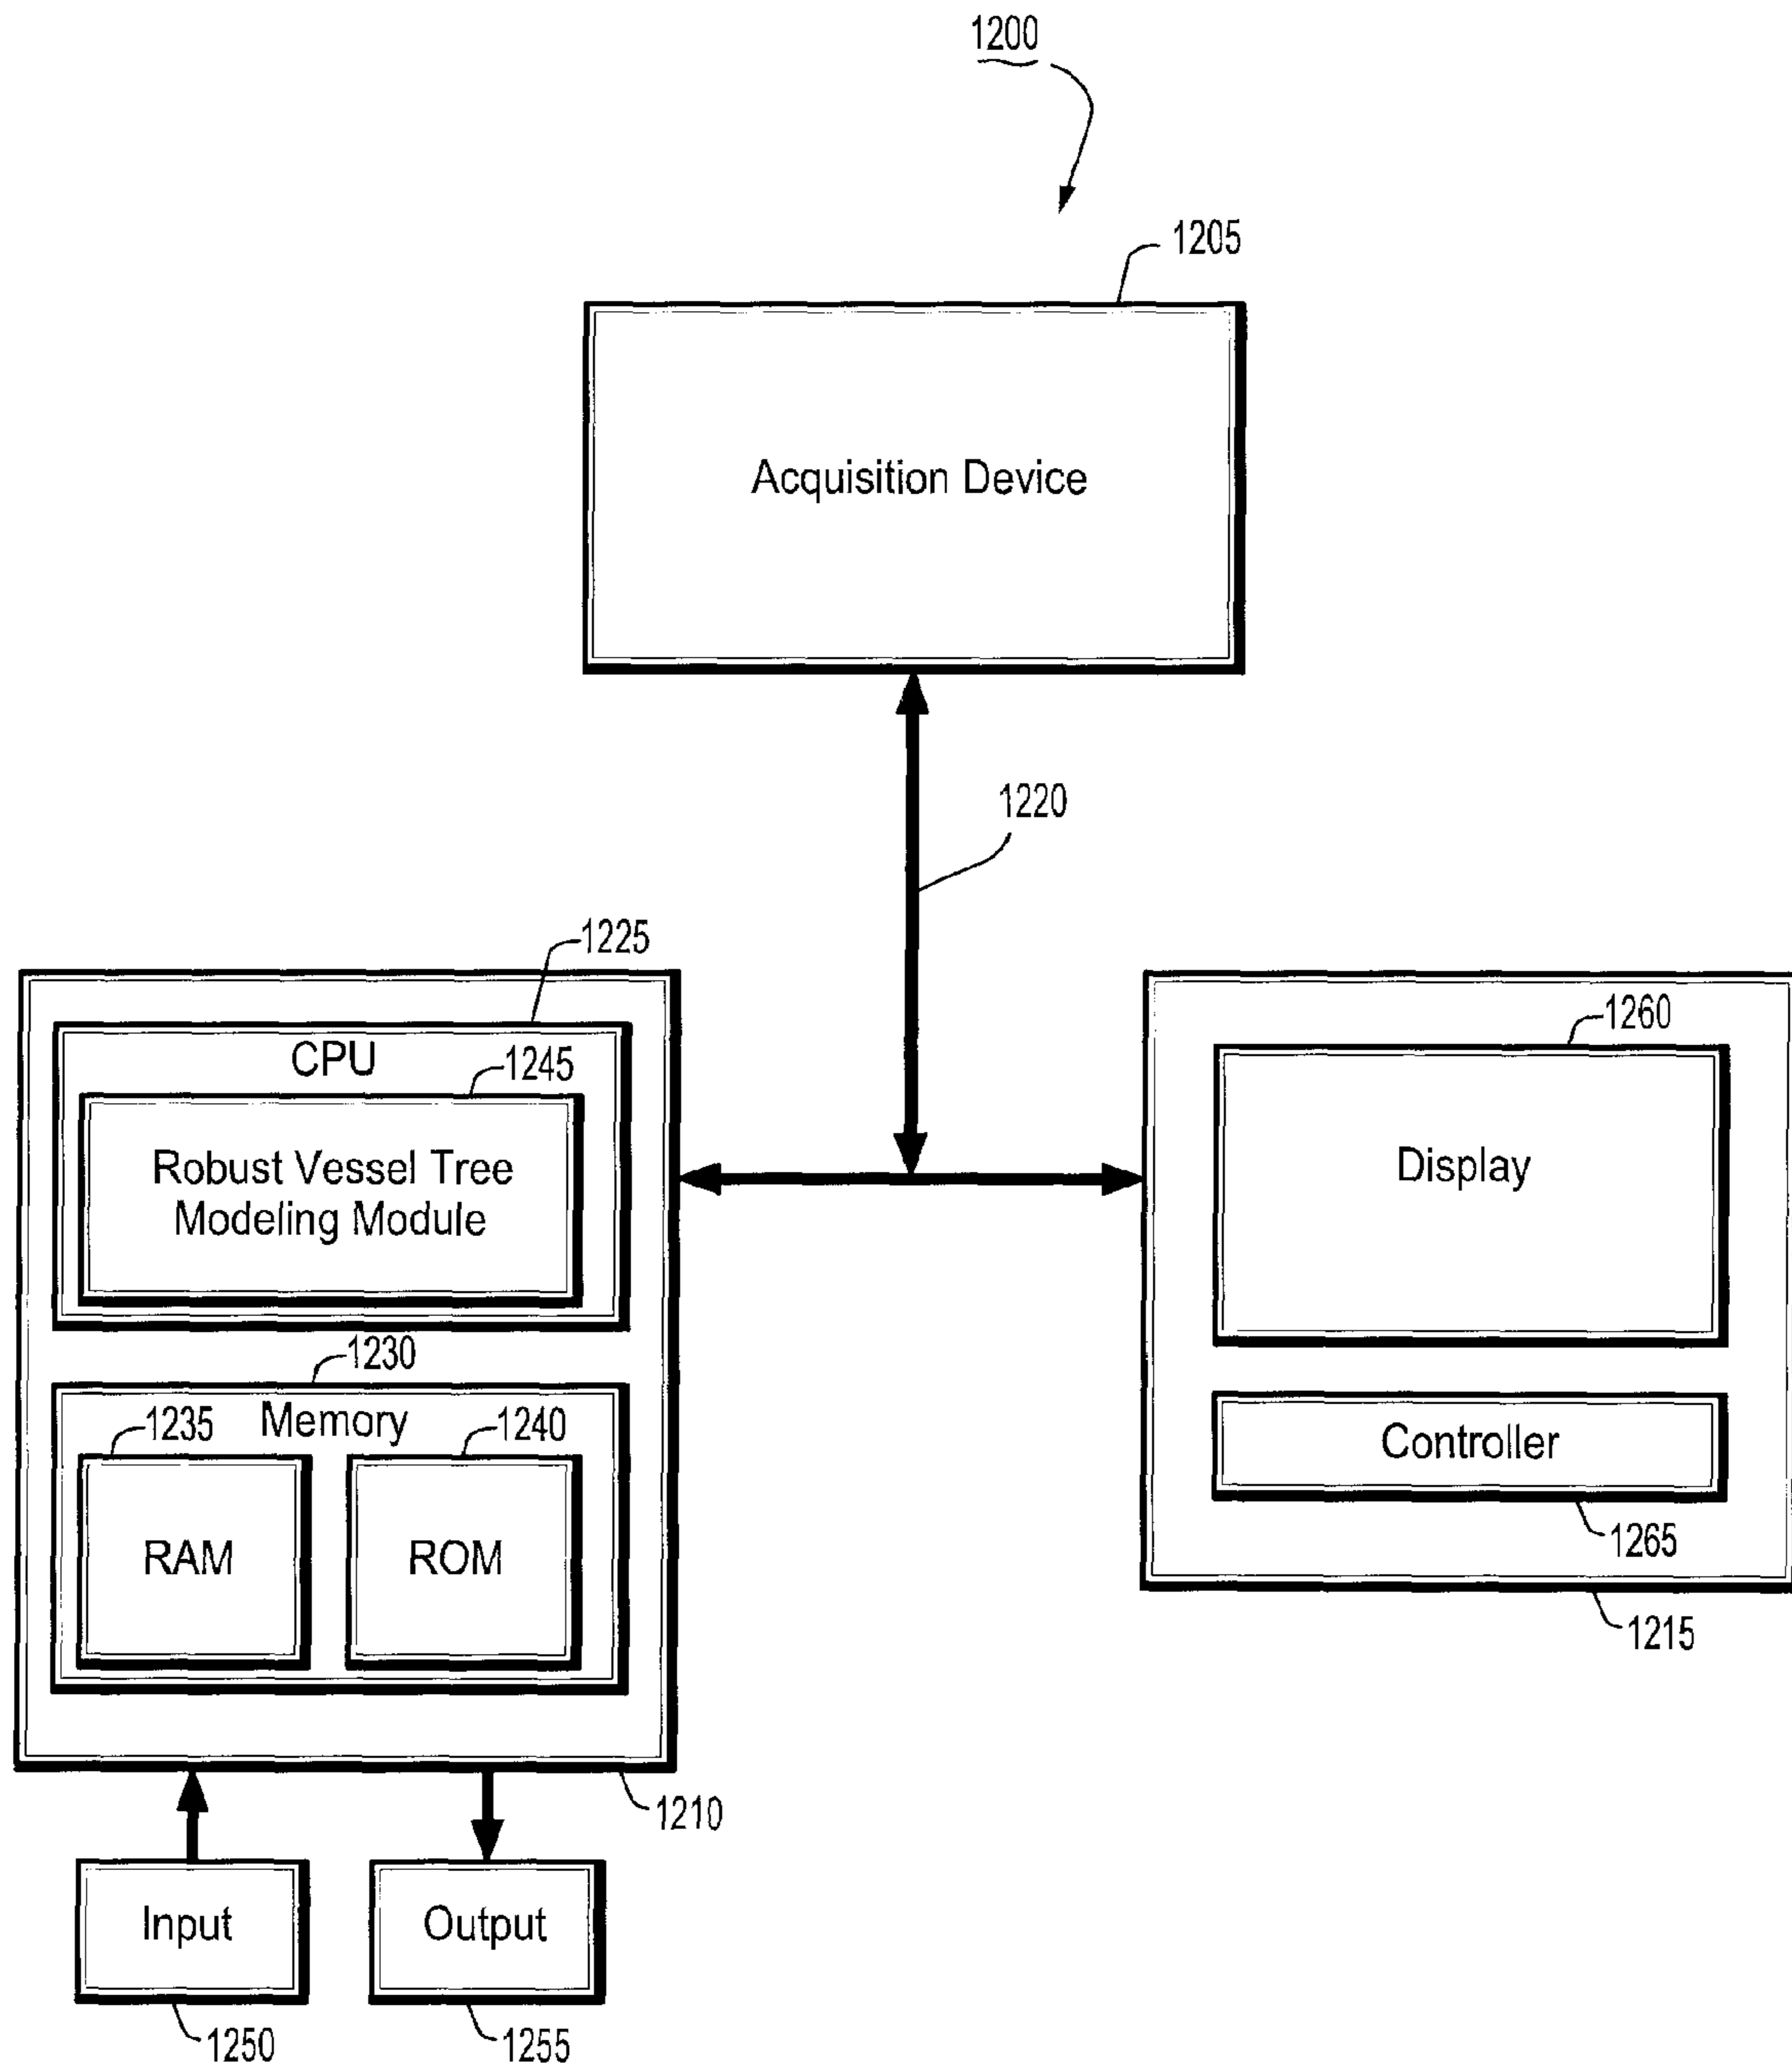 1200
1205
Acquisition Device
1220
1225
CPU
1245
Robust Vessel Tree
Modeling Module
1230
Memory
1235
1240
RAM
ROM
1210
Input
Output
1250
1255
1260
Display
Controller
1265
1215